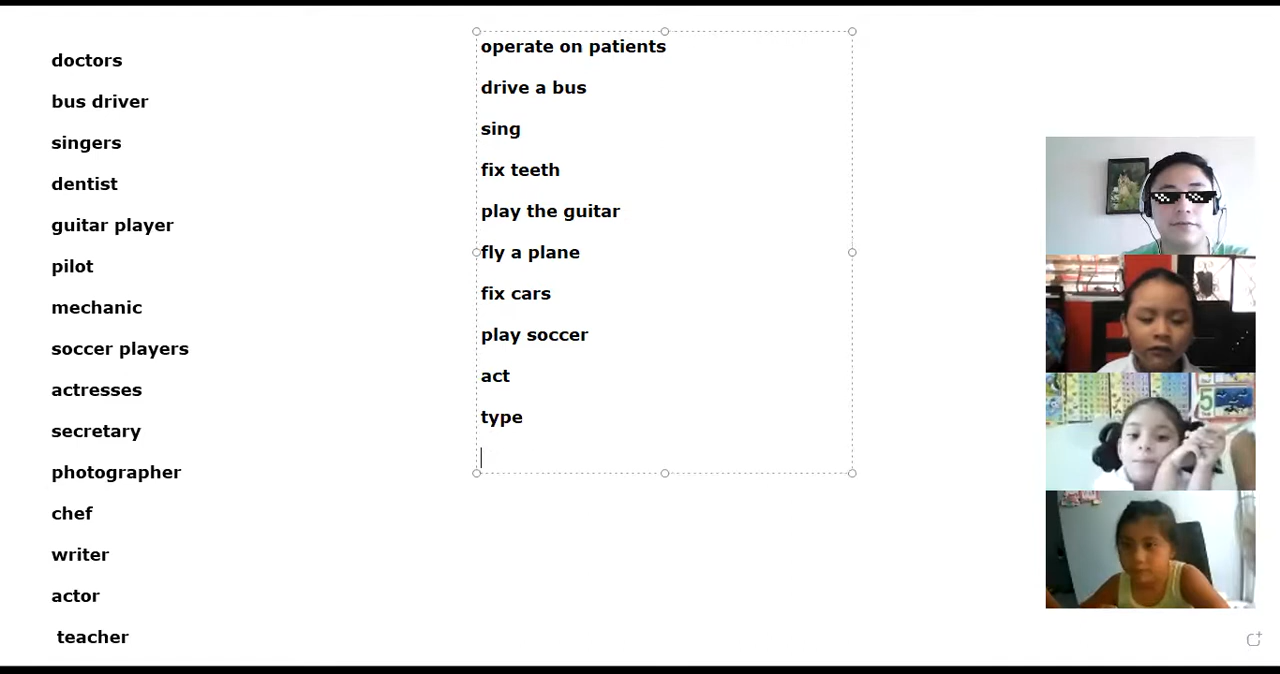 doctors
bus driver
singers
dentist
guitar player
pilot
mechanic
soccer players
actresses
secretary
photographer
chef
writer
actor
teacher
operate on patients
drive a bus
sing
fix teeth
play the guitar
fly a plane
fix cars
play soccer
act
type
5